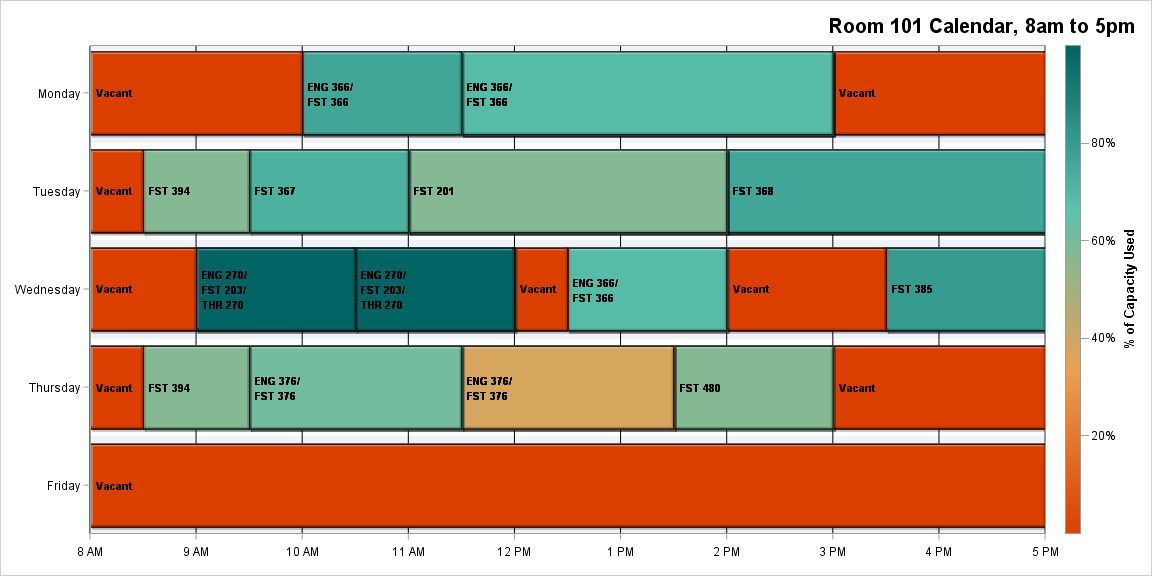 Room 101 Calendar, 8am to 5pm
Monday
Vacant
ENG 366/
FST 366
ENG 366/
FST 366
Vacant
Tuesday
Vacant
FST 394
FST 367
FST 201
FST 368
Wednesday
Vacant
ENG 270/
FST 203/
THR 270
ENG 270/
FST 203/
THR 270
Vacant
ENG 366/
FST 366
Vacant
FST 385
Thursday
Vacant
FST 394
ENG 376/
FST 376
ENG 376/
FST 376
FST 480
Vacant
Friday
Vacant
8 AM
9 AM
10 AM
11 AM
12 PM
1 PM
2 PM
3 PM
4 PM
5 PM
80%
60%
40%
20%
% of Capacity Used